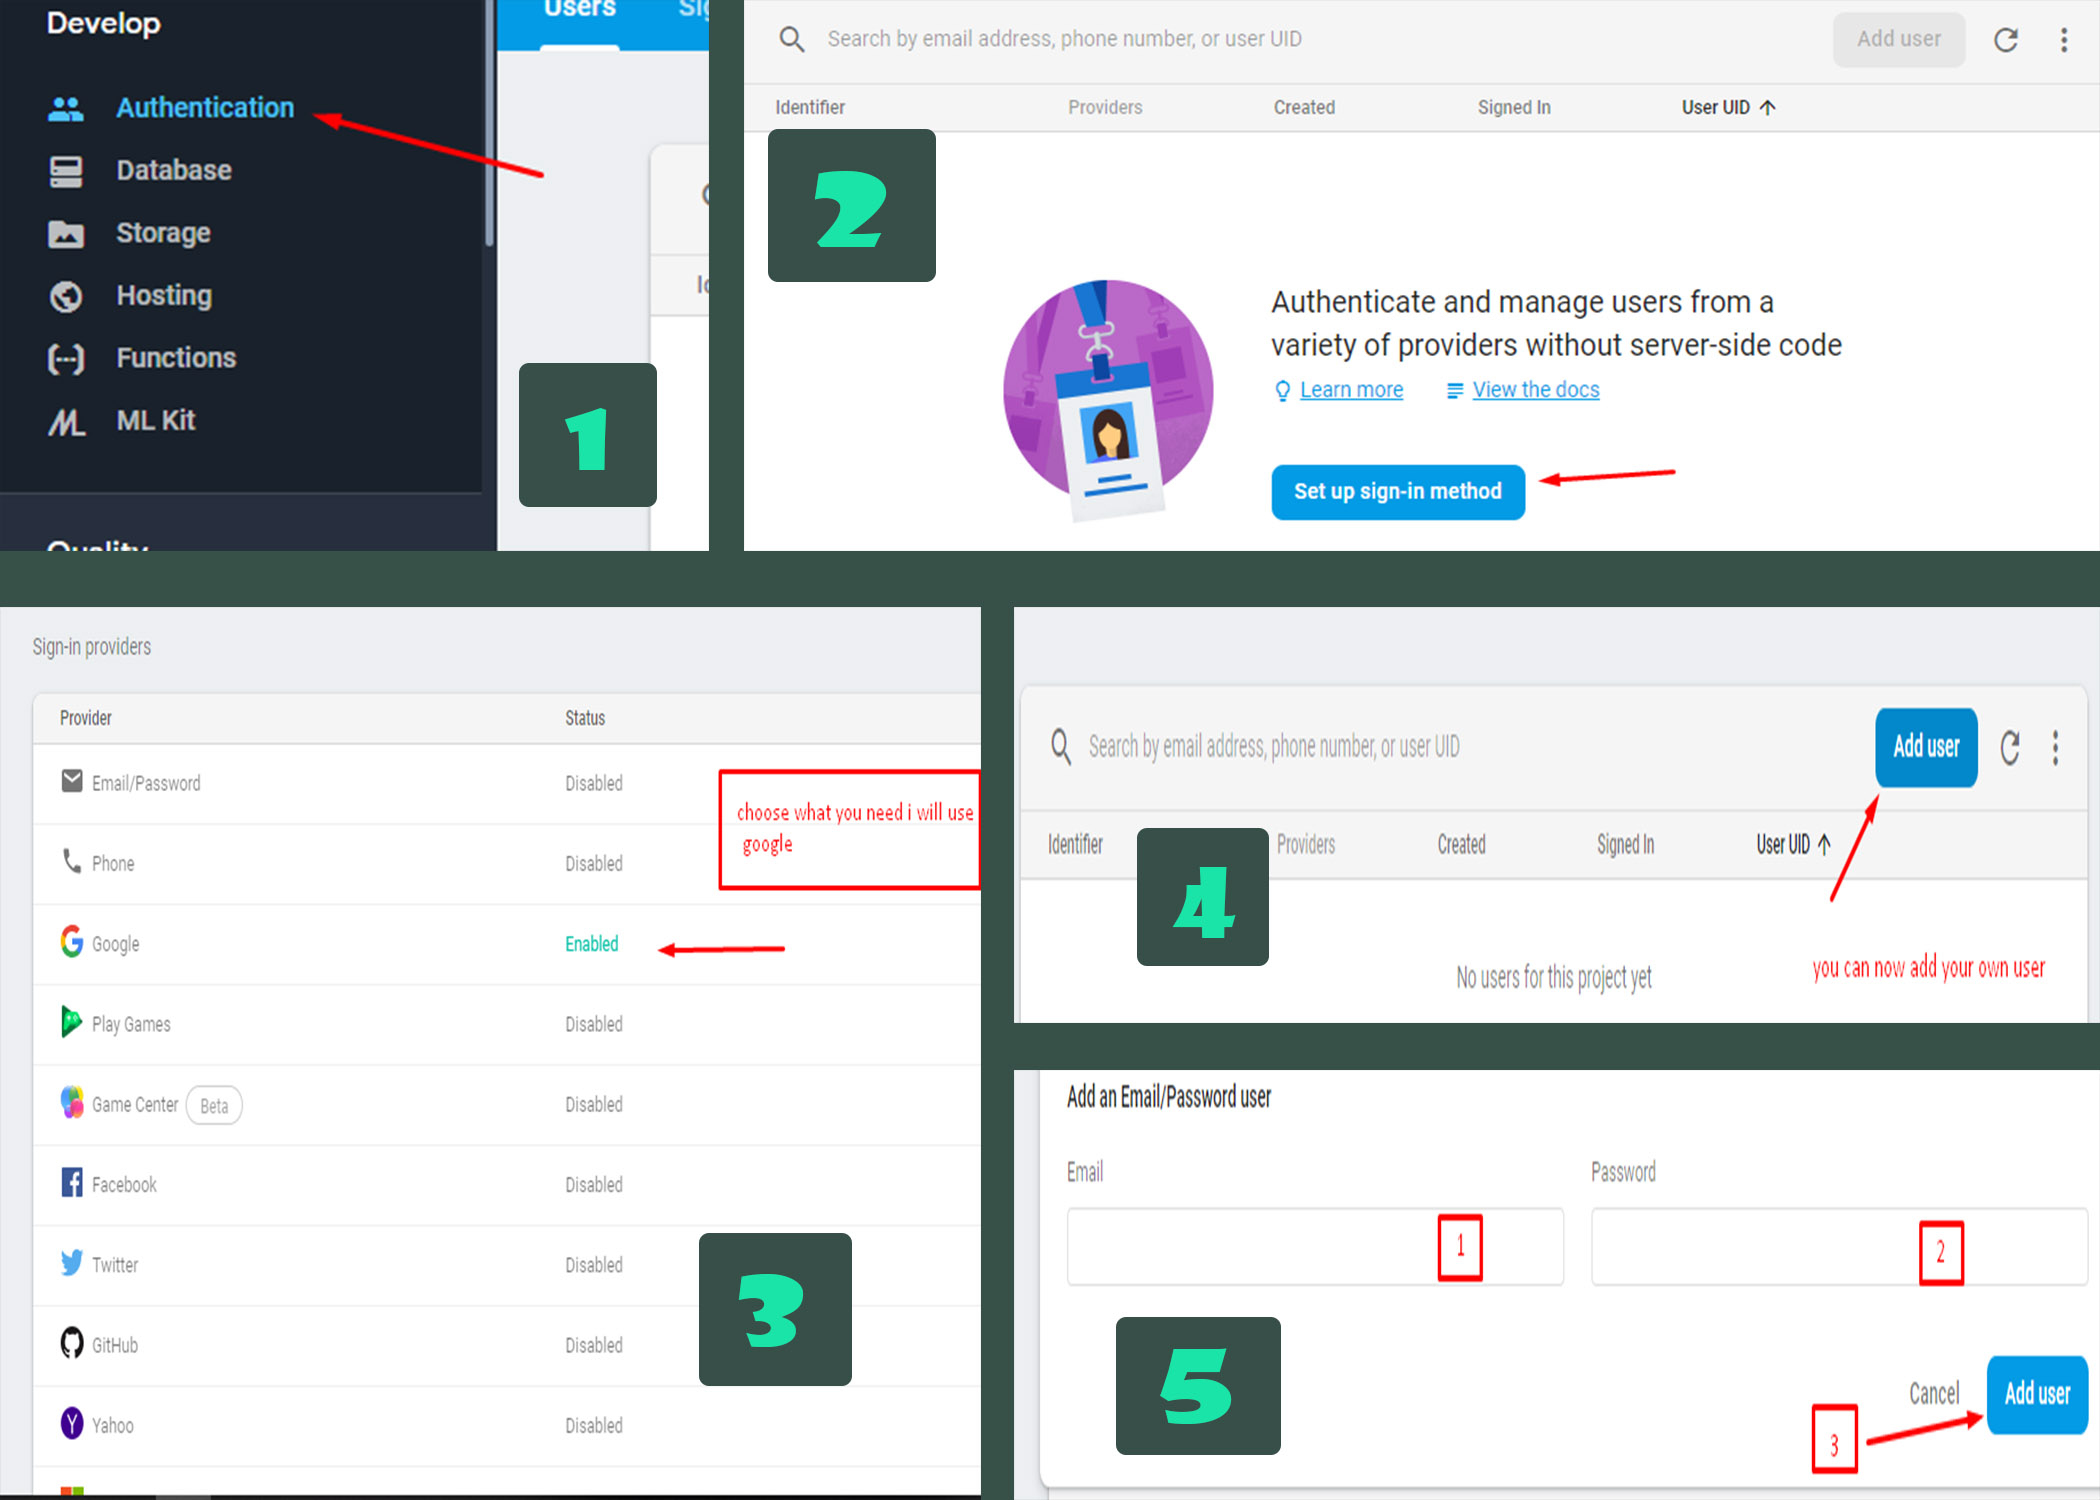 Develop
Authentication
Database
Storage
Hosting
Functions
ML Kit
Quality
Users
1
Search by email address, phone number, or user UID
Add user
Identifier
Providers
Created
Signed In
User UID
2
Authenticate and manage users from a
variety of providers without server-side code
Learn more
View the docs
Set up sign-in method
Sign-in providers
Provider
Status
Email/Password
Disabled
choose what you need i will use
google
Phone
Disabled
Google
Enabled
Play Games
Disabled
Game Center
Beta
Disabled
Facebook
Disabled
Twitter
Disabled
GitHub
Disabled
Yahoo
Disabled
3
Search by email address, phone number, or user UID
Add user
Identifier
Providers
Created
Signed In
User UID
4
No users for this project yet
you can now add your own user
Add an Email/Password user
Email
Password
1
2
5
Cancel
Add user
3